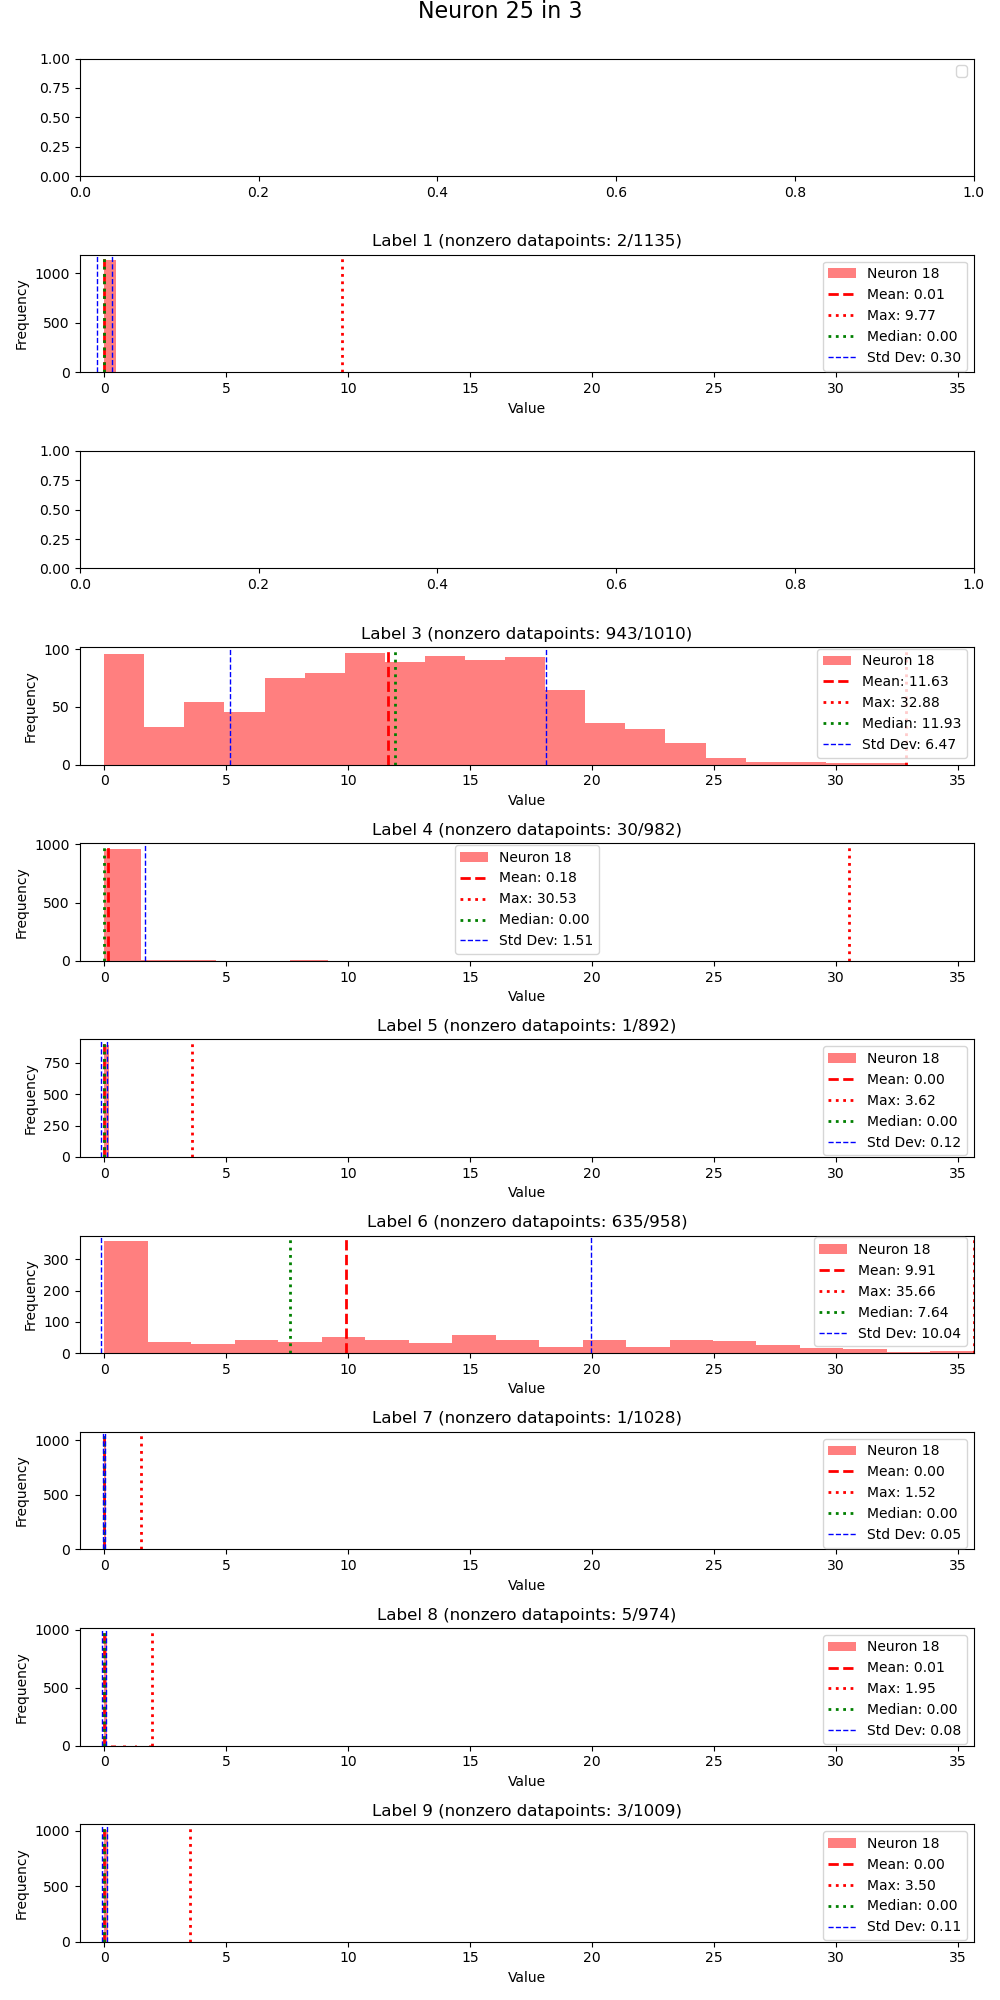 Neuron 25 in 3
1.00
0.75
0.50
0.25
0.00
0.0 0.2 0.4 0.6 0.8 1.0
Label 1 (nonzero datapoints: 2/1135)
Frequency
1000
500
0
Neuron 18
Mean: 0.01
Max: 9.77
Median: 0.00
Std Dev: 0.30
0 5 10 15 20 25 30 35
Value
1.00
0.75
0.50
0.25
0.00
0.0 0.2 0.4 0.6 0.8 1.0
Label 3 (nonzero datapoints: 943/1010)
Frequency
100
50
0
Neuron 18
Mean: 11.63
Max: 32.88
Median: 11.93
Std Dev: 6.47
0 5 10 15 20 25 30 35
Value
Label 4 (nonzero datapoints: 30/982)
Frequency
1000
500
0
Neuron 18
Mean: 0.18
Max: 30.53
Median: 0.00
Std Dev: 1.51
0 5 10 15 20 25 30 35
Value
Label 5 (nonzero datapoints: 1/892)
Frequency
750
500
250
0
Neuron 18
Mean: 0.00
Max: 3.62
Median: 0.00
Std Dev: 0.12
0 5 10 15 20 25 30 35
Value
Label 6 (nonzero datapoints: 635/958)
Frequency
300
200
100
0
Neuron 18
Mean: 9.91
Max: 35.66
Median: 7.64
Std Dev: 10.04
0 5 10 15 20 25 30 35
Value
Label 7 (nonzero datapoints: 1/1028)
Frequency
1000
500
0
Neuron 18
Mean: 0.00
Max: 1.52
Median: 0.00
Std Dev: 0.05
0 5 10 15 20 25 30 35
Value
Label 8 (nonzero datapoints: 5/974)
Frequency
1000
500
0
Neuron 18
Mean: 0.01
Max: 1.95
Median: 0.00
Std Dev: 0.08
0 5 10 15 20 25 30 35
Value
Label 9 (nonzero datapoints: 3/1009)
Frequency
1000
500
0
Neuron 18
Mean: 0.00
Max: 3.50
Median: 0.00
Std Dev: 0.11
0 5 10 15 20 25 30 35
Value